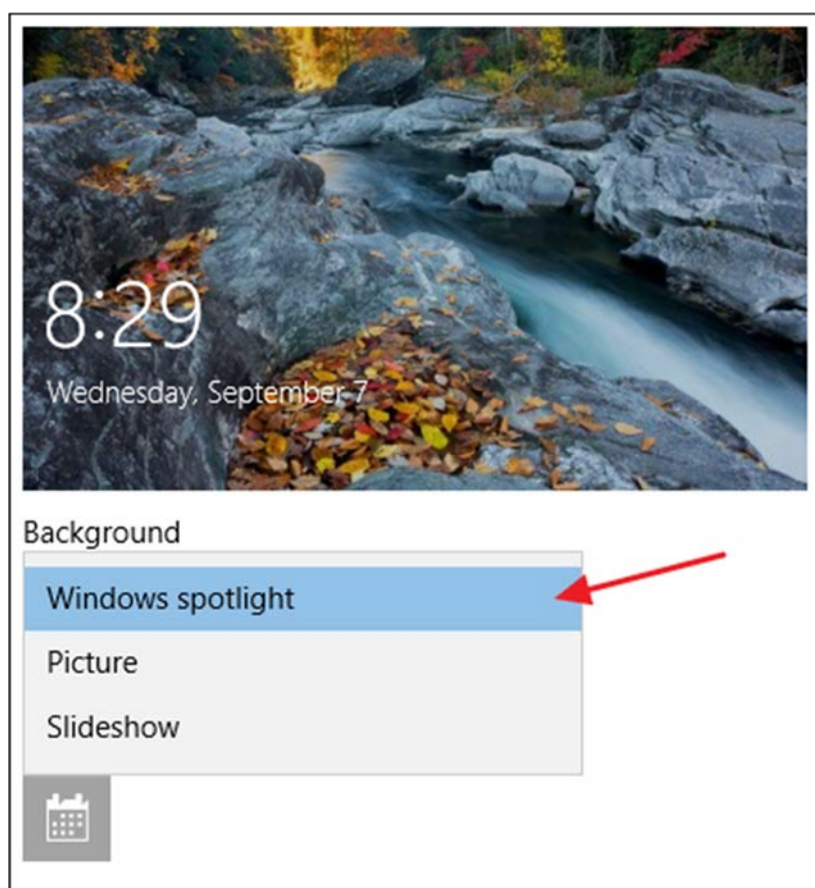 8:29
Wednesday, September 7
Background
Windows spotlight
Picture
Slideshow